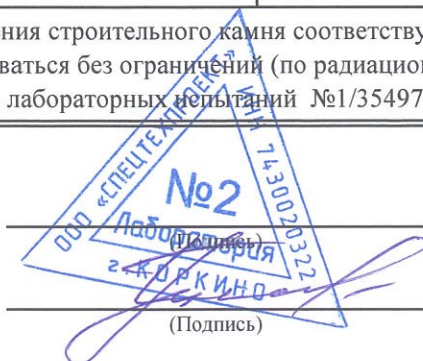 ения строительного камня соответству
ваться без ограничений (по радиацион
лабораторных испытаний №1/35497
ООО «СПЕЦТЕХПРОЕКТ» ИНН 7430020322
№2
Лаборатория
г. КОРКИНО
(Подпись)
(Подпись)